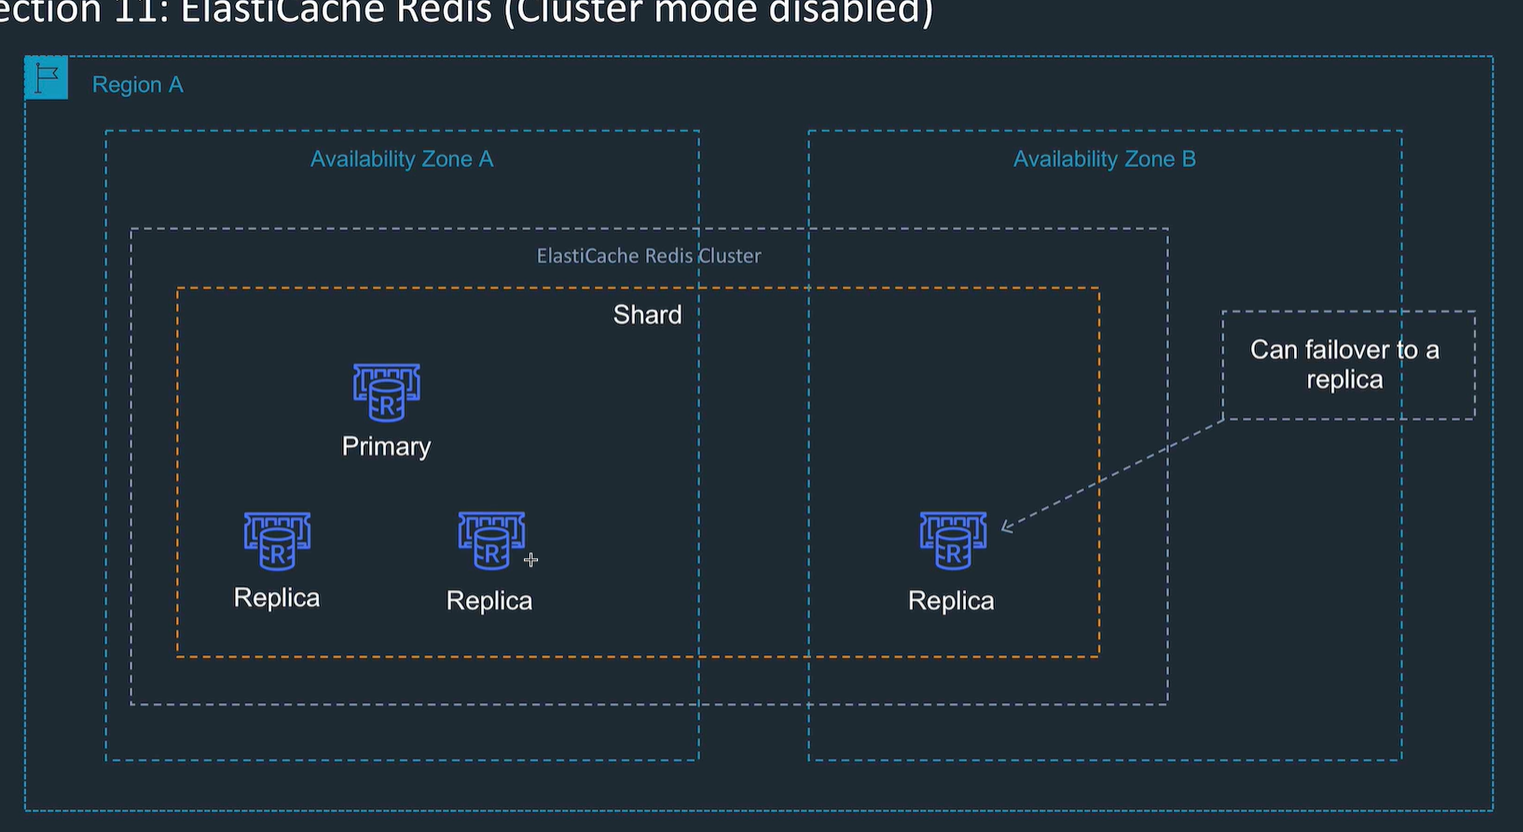 ection 11: ElastiCache Redis (Cluster mode disabled)
Region A
Availability Zone A
Availability Zone B
ElastiCache Redis Cluster
Shard
Can failover to a
replica
R
Primary
R
R
R
Replica
Replica
Replica